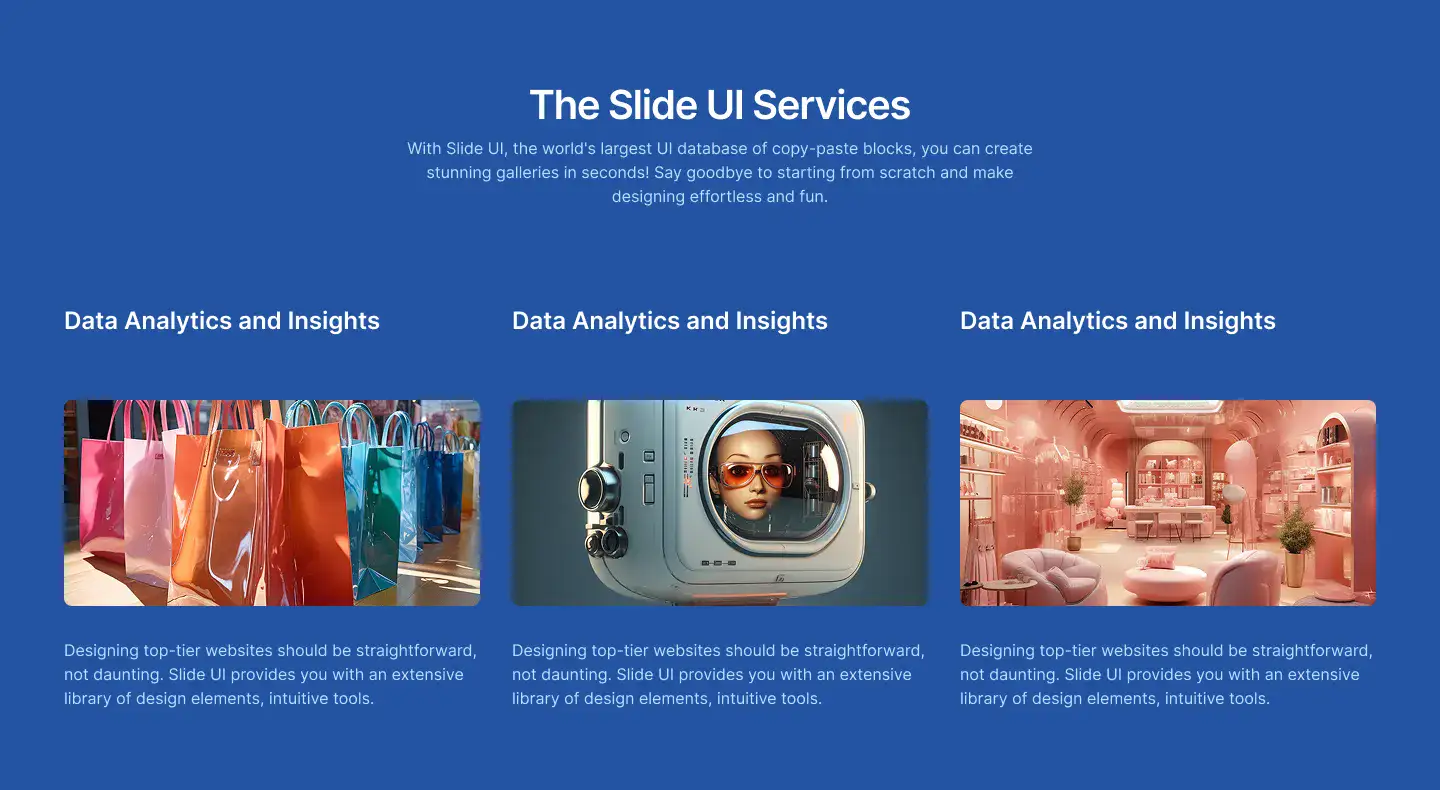 The Slide UI Services
With Slide UI, the world's largest UI database of copy-paste blocks, you can create
stunning galleries in seconds! Say goodbye to starting from scratch and make
designing effortless and fun.
Data Analytics and Insights
Data Analytics and Insights
Data Analytics and Insights
Designing top-tier websites should be straightforward,
not daunting. Slide UI provides you with an extensive
library of design elements, intuitive tools.
Designing top-tier websites should be straightforward,
not daunting. Slide UI provides you with an extensive
library of design elements, intuitive tools.
Designing top-tier websites should be straightforward,
not daunting. Slide UI provides you with an extensive
library of design elements, intuitive tools.